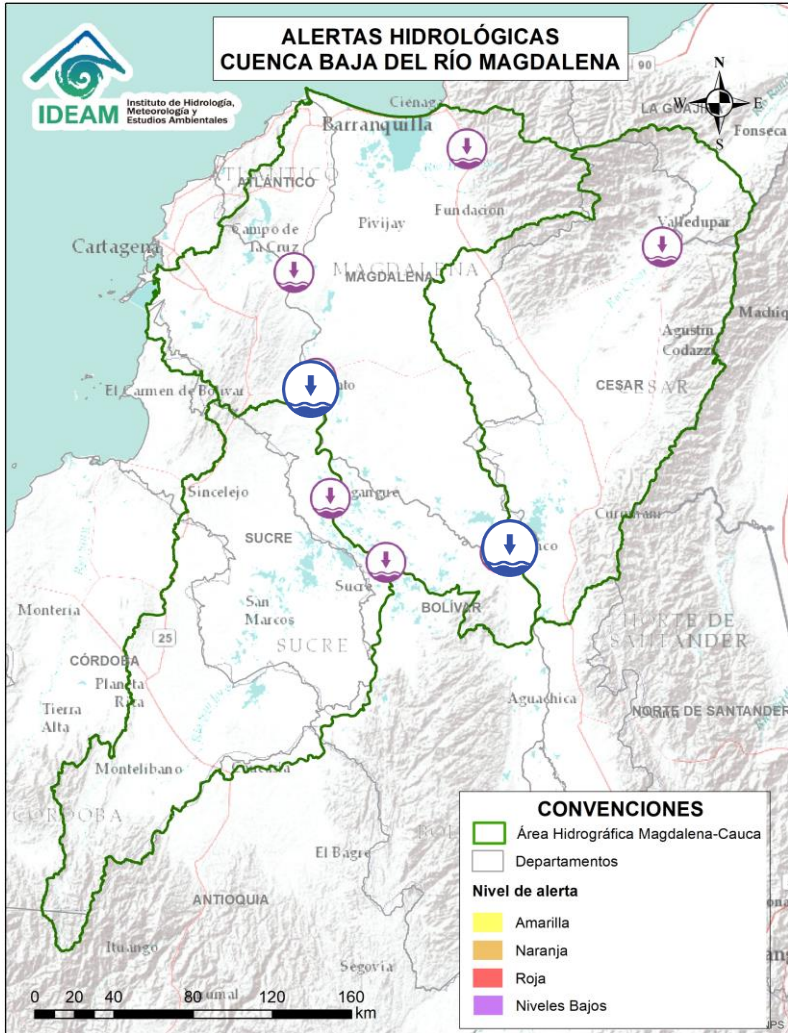 ALERTAS HIDROLÓGICAS
CUENCA BAJA DEL RÍO MAGDALENA
IDEAM
Instituto de Hidrología,
Meteorología y
Estudios Ambientales
N
W E
S
90
LA GUAJIRA
Fonseca
Ciénaga
Barranquilla
ATLÁNTICO
Fundación
Pivijay
Campo de
la Cruz
Valledupar
Cartagena
MAGDALENA
MAGDALENA
Agustín
Codazzi
CESAR
CESAR
El Carmen de Bolívar
Sincelejo
SUCRE
Sucre
San
Marcos
SUCRE
BOLÍVAR
Curumaní
Montería
25
NORTE DE
SANTANDER
CÓRDOBA
Planeta
Rica
Tierra
Alta
Aguachica
NORTE DE SANTANDER
Montelibano
CÓRDOBA
El Bagre
ANTIOQUIA
Ituango
Segovia
0 20 40 80 120 160
km
CONVENCIONES
Área Hidrográfica Magdalena-Cauca
Departamentos
Nivel de alerta
Amarilla
Naranja
Roja
Niveles Bajos